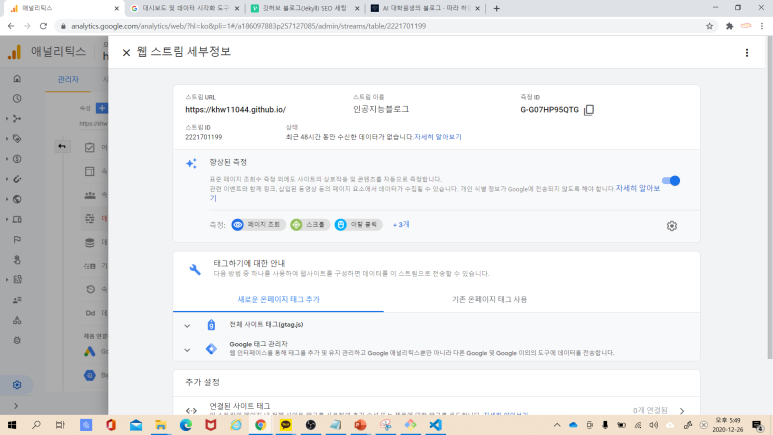 애널리틱스
대시보드 및 데이터 시각화 도구
깃허브 블로그(Jekyll) SEO 세팅
AI 대학원생의 블로그 - 따라 하
analytics.google.com/analytics/web/?hl=ko&pli=1#/a186097883p257127085/admin/streams/table/2221701199
애널리틱스
웹 스트림 세부정보
관리자
속성
https://khw
스트림 URL
스트림 이름
측정 ID
https://khw11044.github.io/
인공지능블로그
G-G07HP95QTG
스트림 ID
상태
2221701199
최근 48시간 동안 수신한 데이터가 없습니다.자세히 알아보기
향상된 측정
표준 페이지 조회수 측정 외에도 사이트의 상호작용 및 콘텐츠를 자동으로 측정합니다.
관련 이벤트와 함께 링크, 삽입된 동영상 등의 페이지 요소에서 데이터가 수집될 수 있습니다. 개인 식별 정보가 Google에 전송되지 않도록 해야 합니다.자세히 알아보
기
측정:
페이지 조회
스크롤
이탈 클릭
+ 3개
태그하기에 대한 안내
다음 방법 중 하나를 사용하여 웹사이트를 구성하면 데이터를 이 스트림으로 전송할 수 있습니다.
새로운 온페이지 태그 추가
기존 온페이지 태그 사용
전체 사이트 태그(gtag.js)
Google 태그 관리자
웹 인터페이스를 통해 태그를 추가 및 유지 관리하고 Google 애널리틱스뿐만 아니라 다른 Google 및 Google 이외의 도구에 데이터를 전송합니다.
Dd
제품 연결
Go
추가 설정
연결된 사이트 태그
0개 연결됨
오후 5:49
2020-12-26